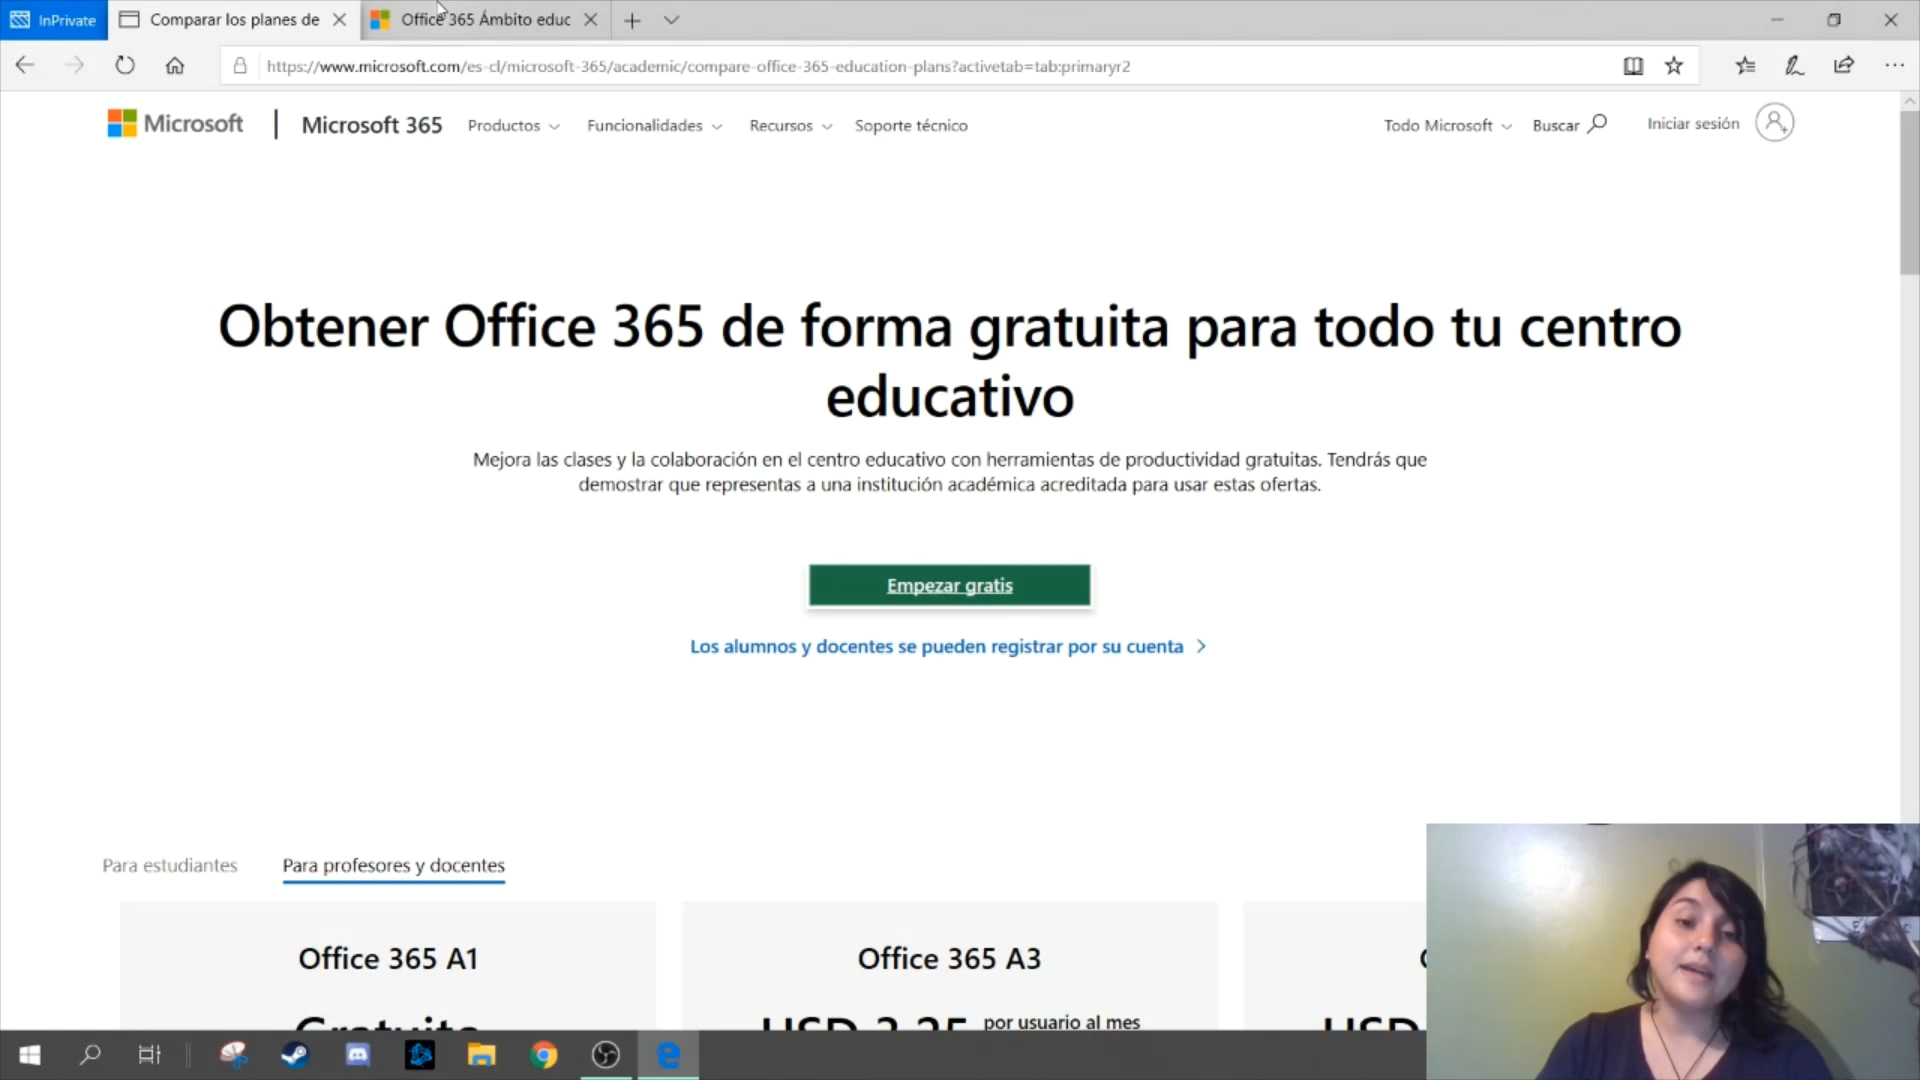 InPrivate
Comparar los planes de
Office 365 Ámbito educ
https://www.microsoft.com/es-cl/microsoft-365/academic/compare-office-365-education-plans?activetab=tab:primaryr2
Microsoft
Microsoft 365
Productos
Funcionalidades
Recursos
Soporte técnico
Todo Microsoft
Buscar
Iniciar sesión
Obtener Office 365 de forma gratuita para todo tu centro
educativo
Mejora las clases y la colaboración en el centro educativo con herramientas de productividad gratuitas. Tendrás que
demostrar que representas a una institución académica acreditada para usar estas ofertas.
Empezar gratis
Los alumnos y docentes se pueden registrar por su cuenta
Para estudiantes
Para profesores y docentes
Office 365 A1
Office 365 A3
Gratuito
USD 3.25 por usuario al mes
USD